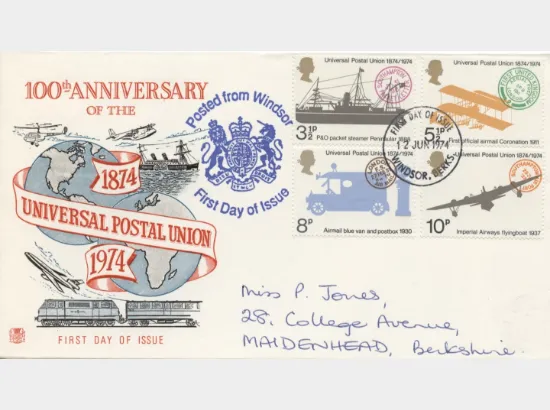 100th ANNIVERSARY
OF THE
1874
UNIVERSAL POSTAL UNION
1974
FIRST DAY OF ISSUE
Posted from Windsor
First Day of Issue
Universal Postal Union 1874/1974
3½P
P&O packet steamer Peninsular 1888
Universal Postal Union 1874/1974
5½P
First official airmail Coronation 1911
FIRST DAY OF ISSUE
12 JUN 1974
WINDSOR, BERKS.
Universal Postal Union 1874/1974
8P
Airmail blue van and postbox 1930
Universal Postal Union 1874/1974
10P
Imperial Airways flyingboat 1937
Miss P. Jones,
28, College Avenue,
MAIDENHEAD, Berkshire.